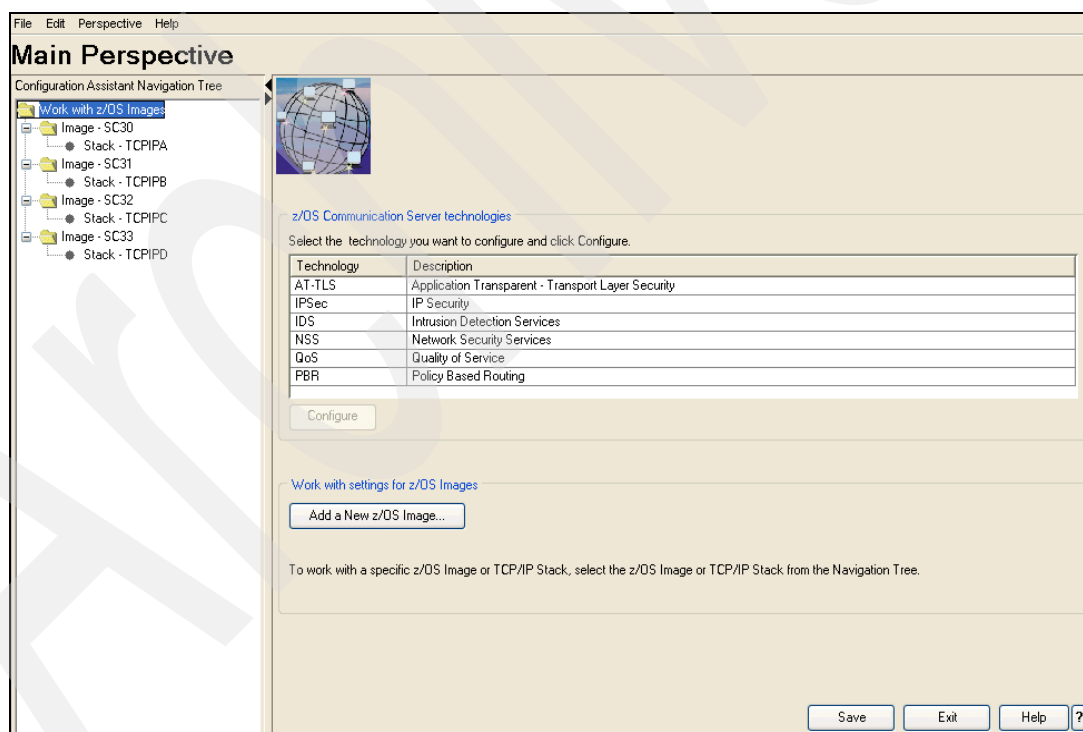 File Edit Perspective Help
Main Perspective
Configuration Assistant Navigation Tree
Work with z/OS Images
Image - SC30
Stack - TCPIPA
Image - SC31
Stack - TCPIPB
Image - SC32
Stack - TCPIPC
Image - SC33
Stack - TCPIPD
z/OS Communication Server technologies
Select the technology you want to configure and click Configure.
Technology Description
AT-TLS Application Transparent - Transport Layer Security
IPSec IP Security
IDS Intrusion Detection Services
NSS Network Security Services
QoS Quality of Service
PBR Policy Based Routing
Configure
Work with settings for z/OS Images
Add a New z/OS Image...
To work with a specific z/OS Image or TCP/IP Stack, select the z/OS Image or TCP/IP Stack from the Navigation Tree.
Save Exit Help ?